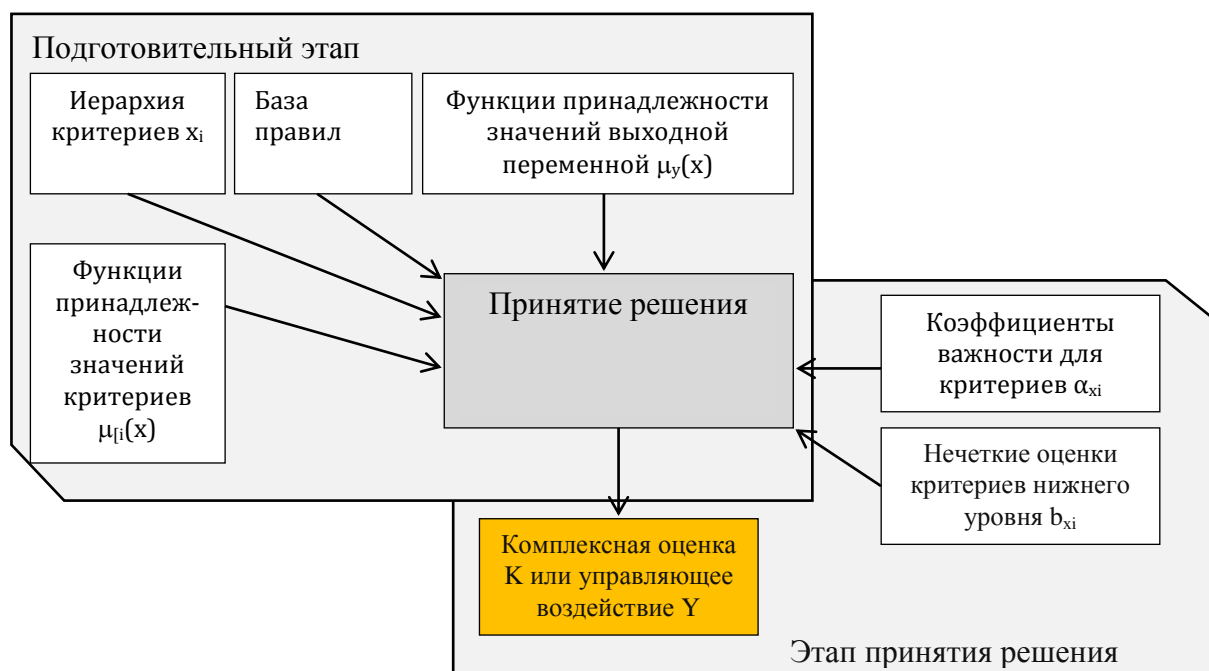 Подготовительный этап
Иерархия
критериев xᵢ
База
правил
Функции принадлежности
значений выходной
переменной μy(x)
Функции
принадлеж-
ности
значений
критериев
μ[i(x)
Принятие решения
Коэффициенты
важности для
критериев αxi
Нечеткие оценки
критериев нижнего
уровня bxi
Комплексная оценка
K или управляющее
воздействие Y
Этап принятия решения